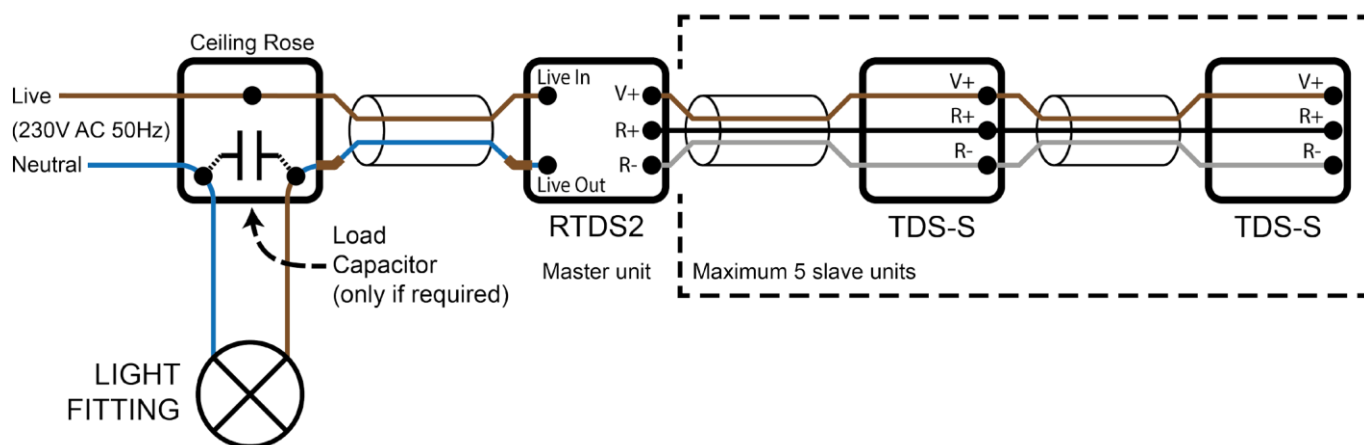 Ceiling Rose
Live
(230V AC 50Hz)
Neutral
Load
Capacitor
(only if required)
LIGHT
FITTING
Live In
Live Out
V+
R+
R-
RTDS2
Master unit
Maximum 5 slave units
V+
R+
R-
TDS-S
V+
R+
R-
TDS-S